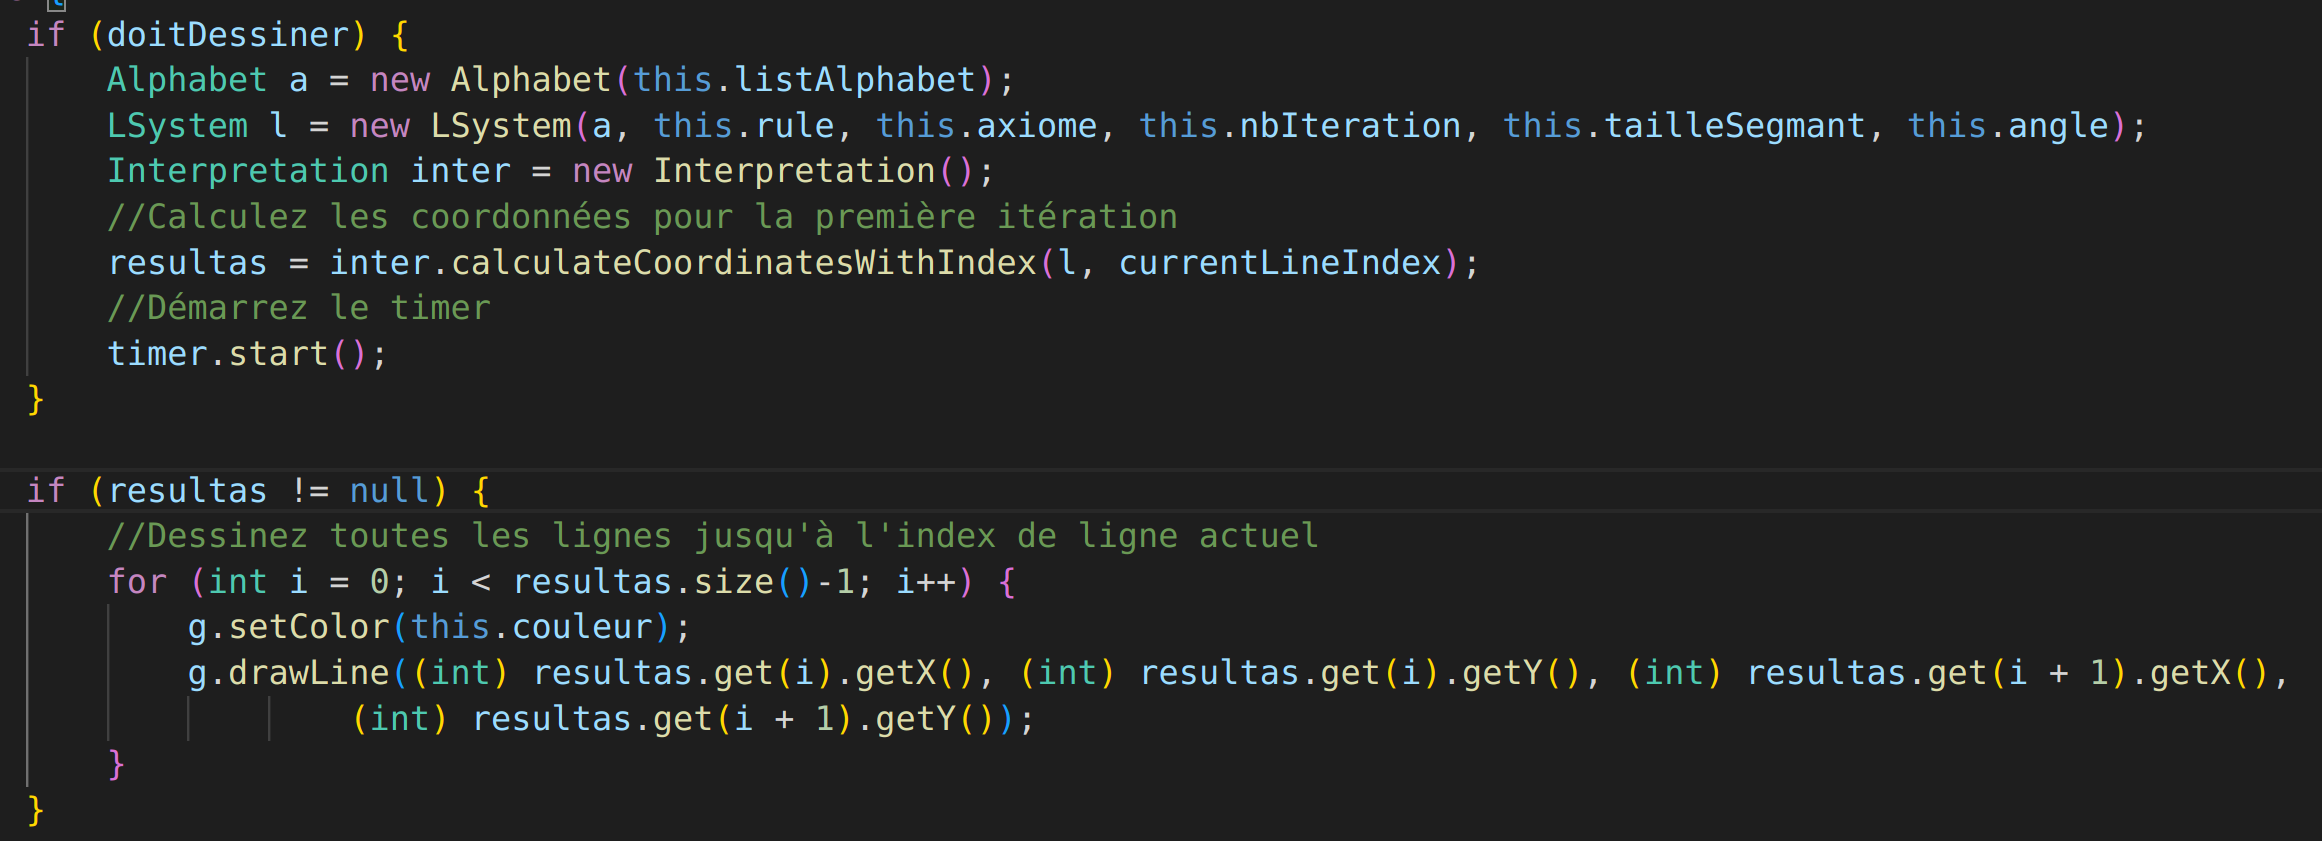 {
if (doitDessiner) {
    Alphabet a = new Alphabet(this.listAlphabet);
    LSystem l = new LSystem(a, this.rule, this.axiome, this.nbIteration, this.tailleSegmant, this.angle);
    Interpretation inter = new Interpretation();
    //Calculez les coordonnées pour la première itération
    resultas = inter.calculateCoordinatesWithIndex(l, currentLineIndex);
    //Démarrez le timer
    timer.start();
}
if (resultas != null) {
    //Dessinez toutes les lignes jusqu'à l'index de ligne actuel
    for (int i = 0; i < resultas.size()-1; i++) {
        g.setColor(this.couleur);
        g.drawLine((int) resultas.get(i).getX(), (int) resultas.get(i).getY(), (int) resultas.get(i + 1).getX(),
                (int) resultas.get(i + 1).getY());
    }
}